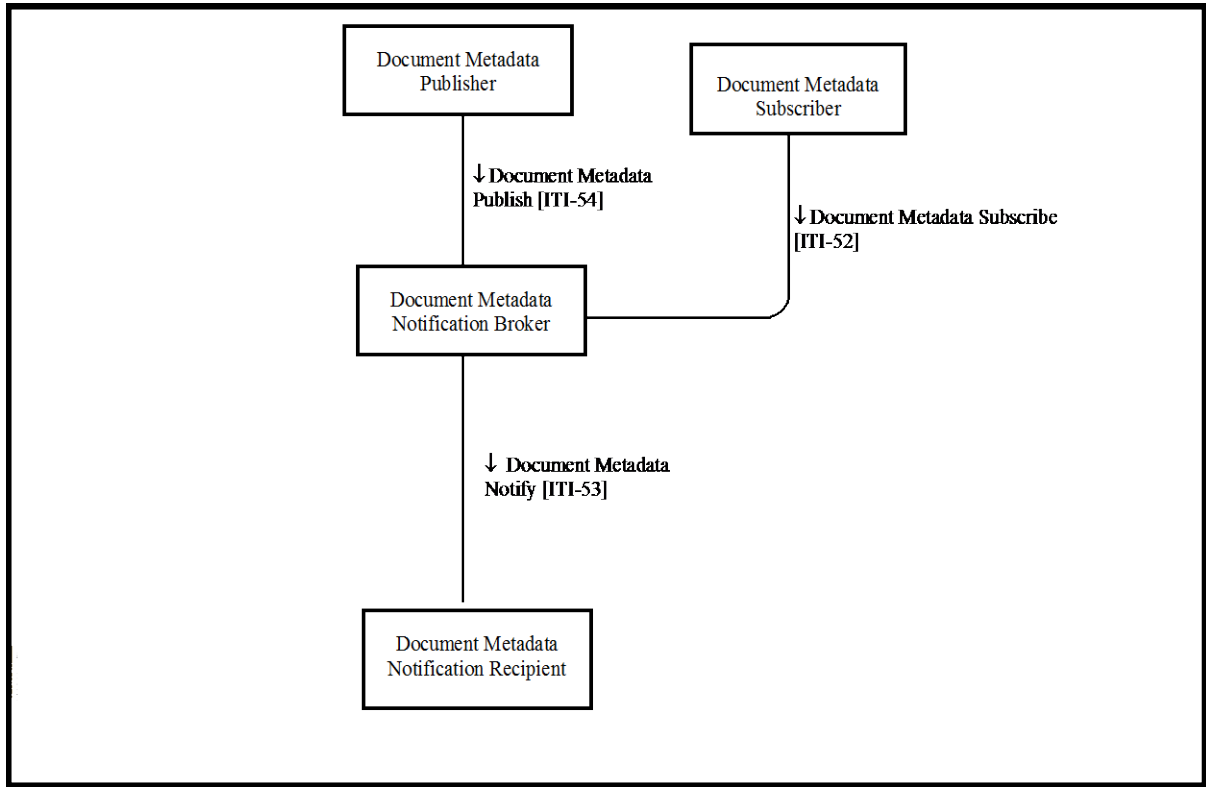 Document Metadata
Publisher
Document Metadata
Subscriber
↓ Document Metadata
Publish [ITI-54]
↓ Document Metadata Subscribe
[ITI-52]
Document Metadata
Notification Broker
↓ Document Metadata
Notify [ITI-53]
Document Metadata
Notification Recipient